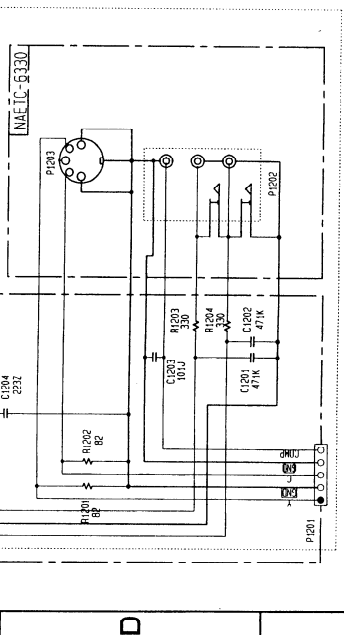 NAETC-6330
P1203
P1202
R1203
330
R1204
330
C1202
471K
C1203
101J
C1201
471K
C1204
223Z
R1202
82
R1201
82
COMP
GND
C
GND
Y
P1201
D